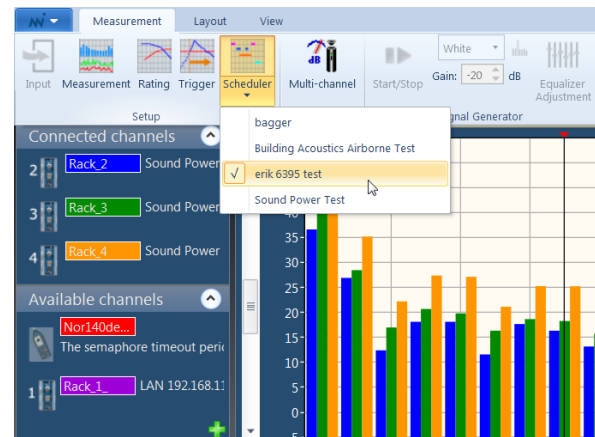 Measurement Layout View
White
Input Measurement Rating Trigger Scheduler Multi-channel Start/Stop Gain: -20 dB Equalizer
Adjustment
Setup gnal Generator
bagger
Building Acoustics Airborne Test
erik 6395 test
Sound Power Test
Connected channels
2 Rack_2 Sound Power
3 Rack_3 Sound Power
4 Rack_4 Sound Power
Available channels
Nor140de...
The semaphore timeout peri
1 Rack_1_ LAN 192.168.11
40
35
30
25
20
15
10
5
0